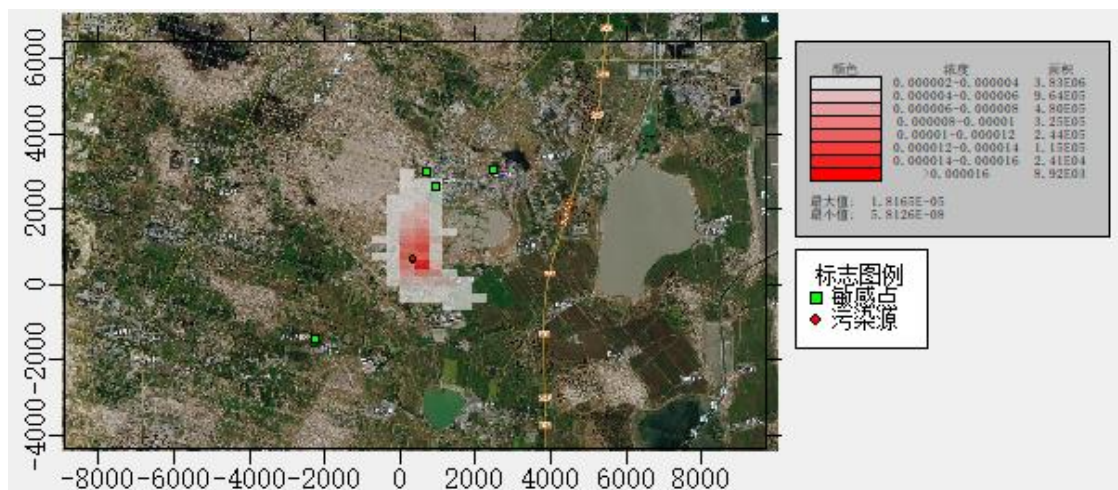 颜色 浓度 面积
0.000002-0.000004 3.83E06
0.000004-0.000006 9.64E05
0.000006-0.000008 4.80E05
0.000008-0.00001 3.25E05
0.00001-0.000012 2.44E05
0.000012-0.000014 1.15E05
0.000014-0.000016 2.41E04
>0.000016 8.92E03
最大值: 1.8165E-05
最小值: 5.8126E-08
标志图例
敏感点
污染源
6000
4000
2000
0
-2000
-4000
-8000 -6000 -4000 -2000 0 2000 4000 6000 8000